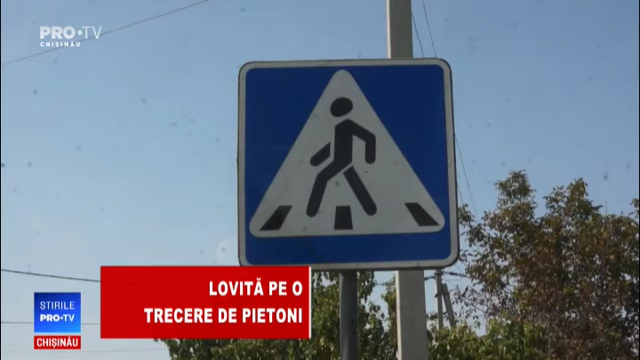 PRO•TV
CHIȘINĂU
LOVITĂ PE O
TRECERE DE PIETONI
ȘTIRILE
PRO•TV
CHIȘINĂU